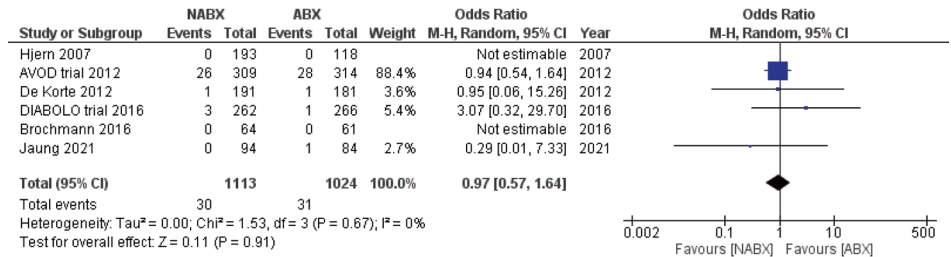 NABX ABX Odds Ratio Odds Ratio
Study or Subgroup Events Total Events Total Weight M-H, Random, 95% CI Year M-H, Random, 95% CI
Hjern 2007 0 193 0 118 Not estimable 2007
AVOD trial 2012 26 309 28 314 88.4% 0.94 [0.54, 1.64] 2012
De Korte 2012 1 191 1 181 3.6% 0.95 [0.06, 15.26] 2012
DIABOLO trial 2016 3 262 1 266 5.4% 3.07 [0.32, 29.70] 2016
Brochmann 2016 0 64 0 61 Not estimable 2016
Jaung 2021 0 94 1 84 2.7% 0.29 [0.01, 7.33] 2021
Total (95% CI) 1113 1024 100.0% 0.97 [0.57, 1.64]
Total events 30 31
Heterogeneity: Tau² = 0.00; Chi² = 1.53, df = 3 (P = 0.67); I² = 0%
Test for overall effect: Z = 0.11 (P = 0.91)
0.002 0.1 1 10 500
Favours [NABX] Favours [ABX]